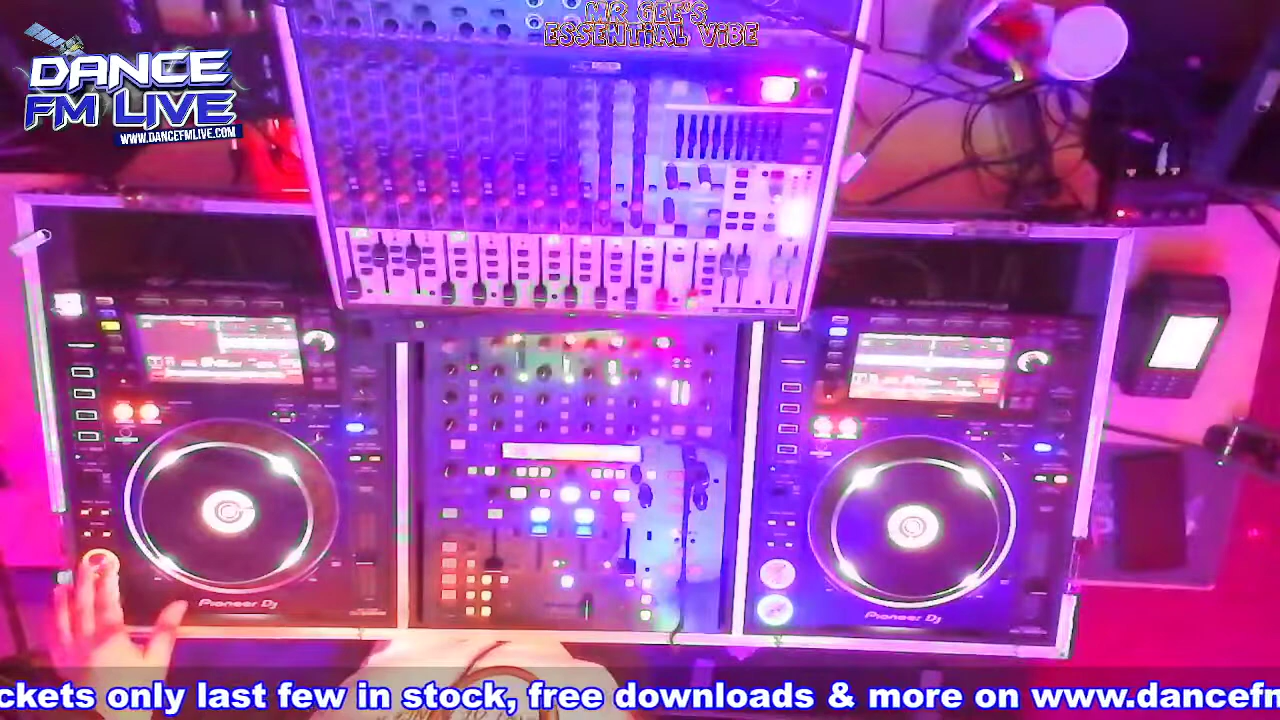 MR GEE'S
ESSENTIAL VIBE
DANCE
FM LIVE
WWW.DANCEFMLIVE.COM
Pioneer Dj
Pioneer Dj
ckets only last few in stock, free downloads & more on www.dancefm